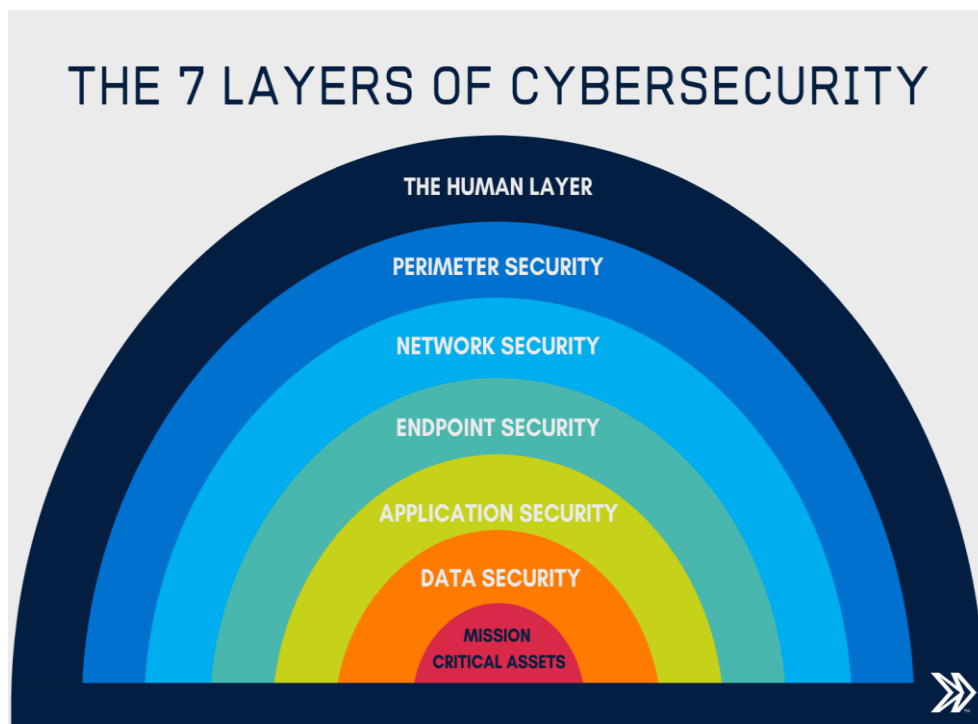 THE 7 LAYERS OF CYBERSECURITY
THE HUMAN LAYER
PERIMETER SECURITY
NETWORK SECURITY
ENDPOINT SECURITY
APPLICATION SECURITY
DATA SECURITY
MISSION
CRITICAL ASSETS